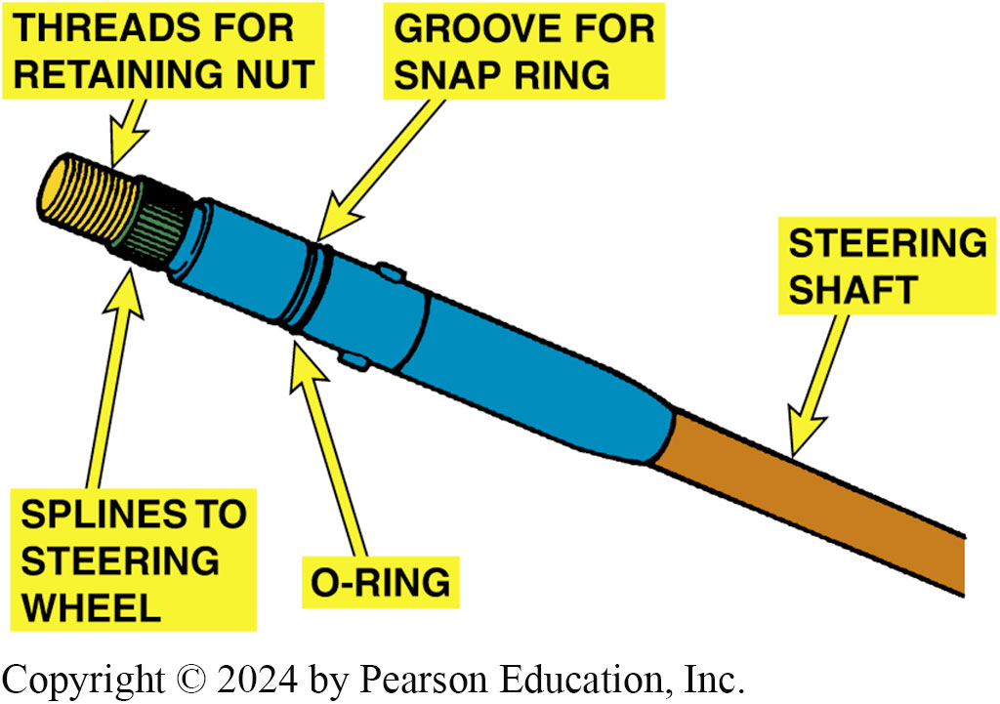 THREADS FOR
RETAINING NUT
GROOVE FOR
SNAP RING
STEERING
SHAFT
SPLINES TO
STEERING
WHEEL
O-RING
Copyright © 2024 by Pearson Education, Inc.